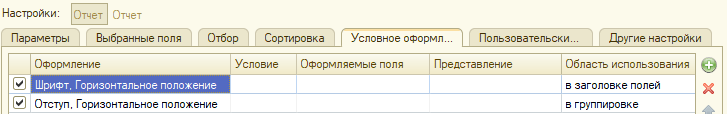 Настройки: Отчет Отчет
Параметры Выбранные поля Отбор Сортировка Условное оформл... Пользовательски... Другие настройки
Оформление Условие Оформляемые поля Представление Область использования
Шрифт, Горизонтальное положение в заголовке полей
Отступ, Горизонтальное положение в группировке